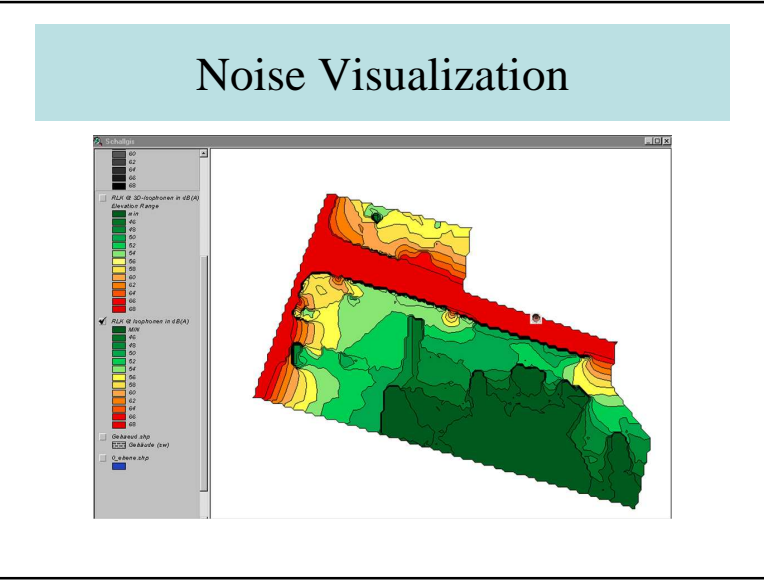 Noise Visualization
Schallgis
60
62
64
66
68
RLK @ 3D-Isophonen in dB(A)
Elevation Range
min
46
48
50
52
54
56
58
60
62
64
66
68
RLK @ Isophonen in dB(A)
MIN
46
48
50
52
54
56
58
60
62
64
66
68
Gebaeud.shp
Gebäude (sw)
0_ebene.shp